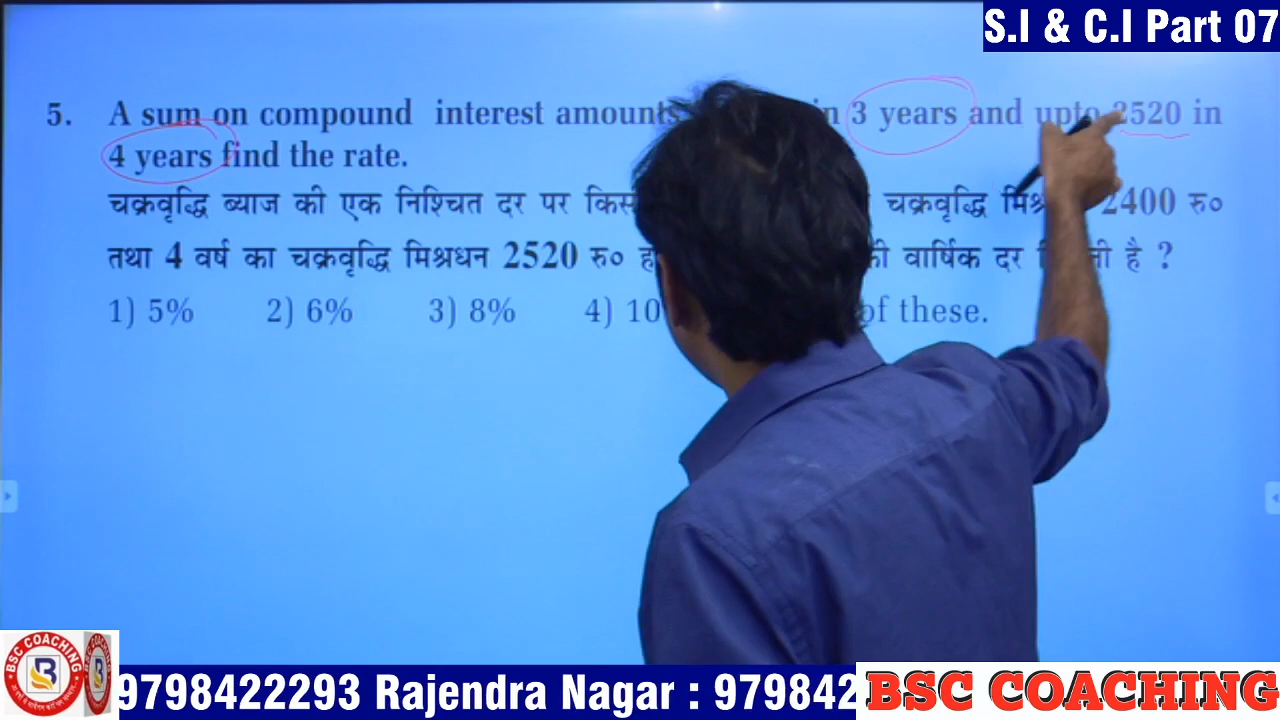 S.I & C.I Part 07
5. A sum on compound interest amounts in 3 years and upto 2520 in
4 years find the rate.
चक्रवृद्धि ब्याज की एक निश्चित दर पर चक्रवृद्धि 2400 रु०
तथा 4 वर्ष का चक्रवृद्धि मिश्रधन 2520 रु० वार्षिक दर है ?
1) 5% 2) 6% 3) 8% 4) 10 of these.
BSC COACHING
9798422293 Rajendra Nagar : 979842
BSC COACHING